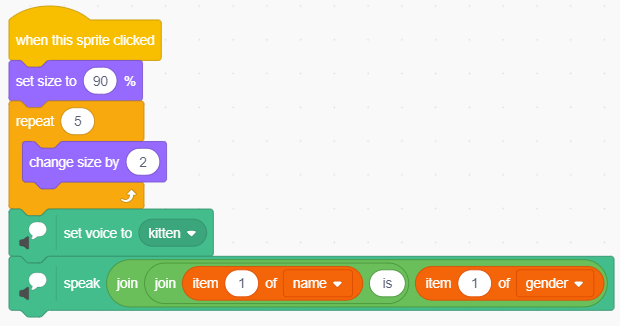 when this sprite clicked
set size to 90 %
repeat 5
change size by 2
set voice to kitten
speak join join item 1 of name is item 1 of gender